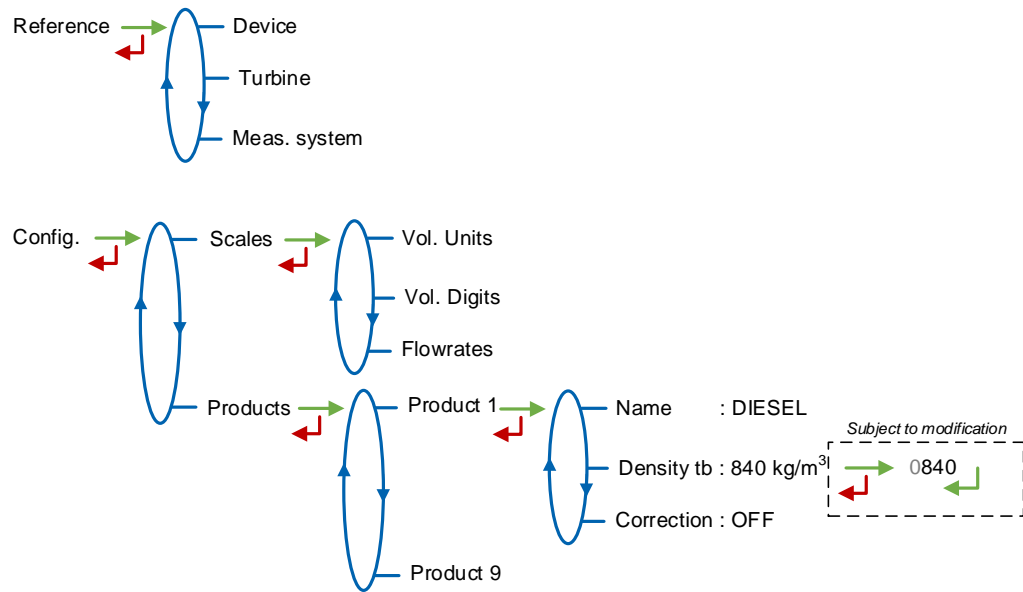 Reference
Device
Turbine
Meas. system
Config.
Scales
Vol. Units
Vol. Digits
Flowrates
Products
Product 1
Name : DIESEL
Subject to modification
Density tb : 840 kg/m³
0840
Correction : OFF
Product 9